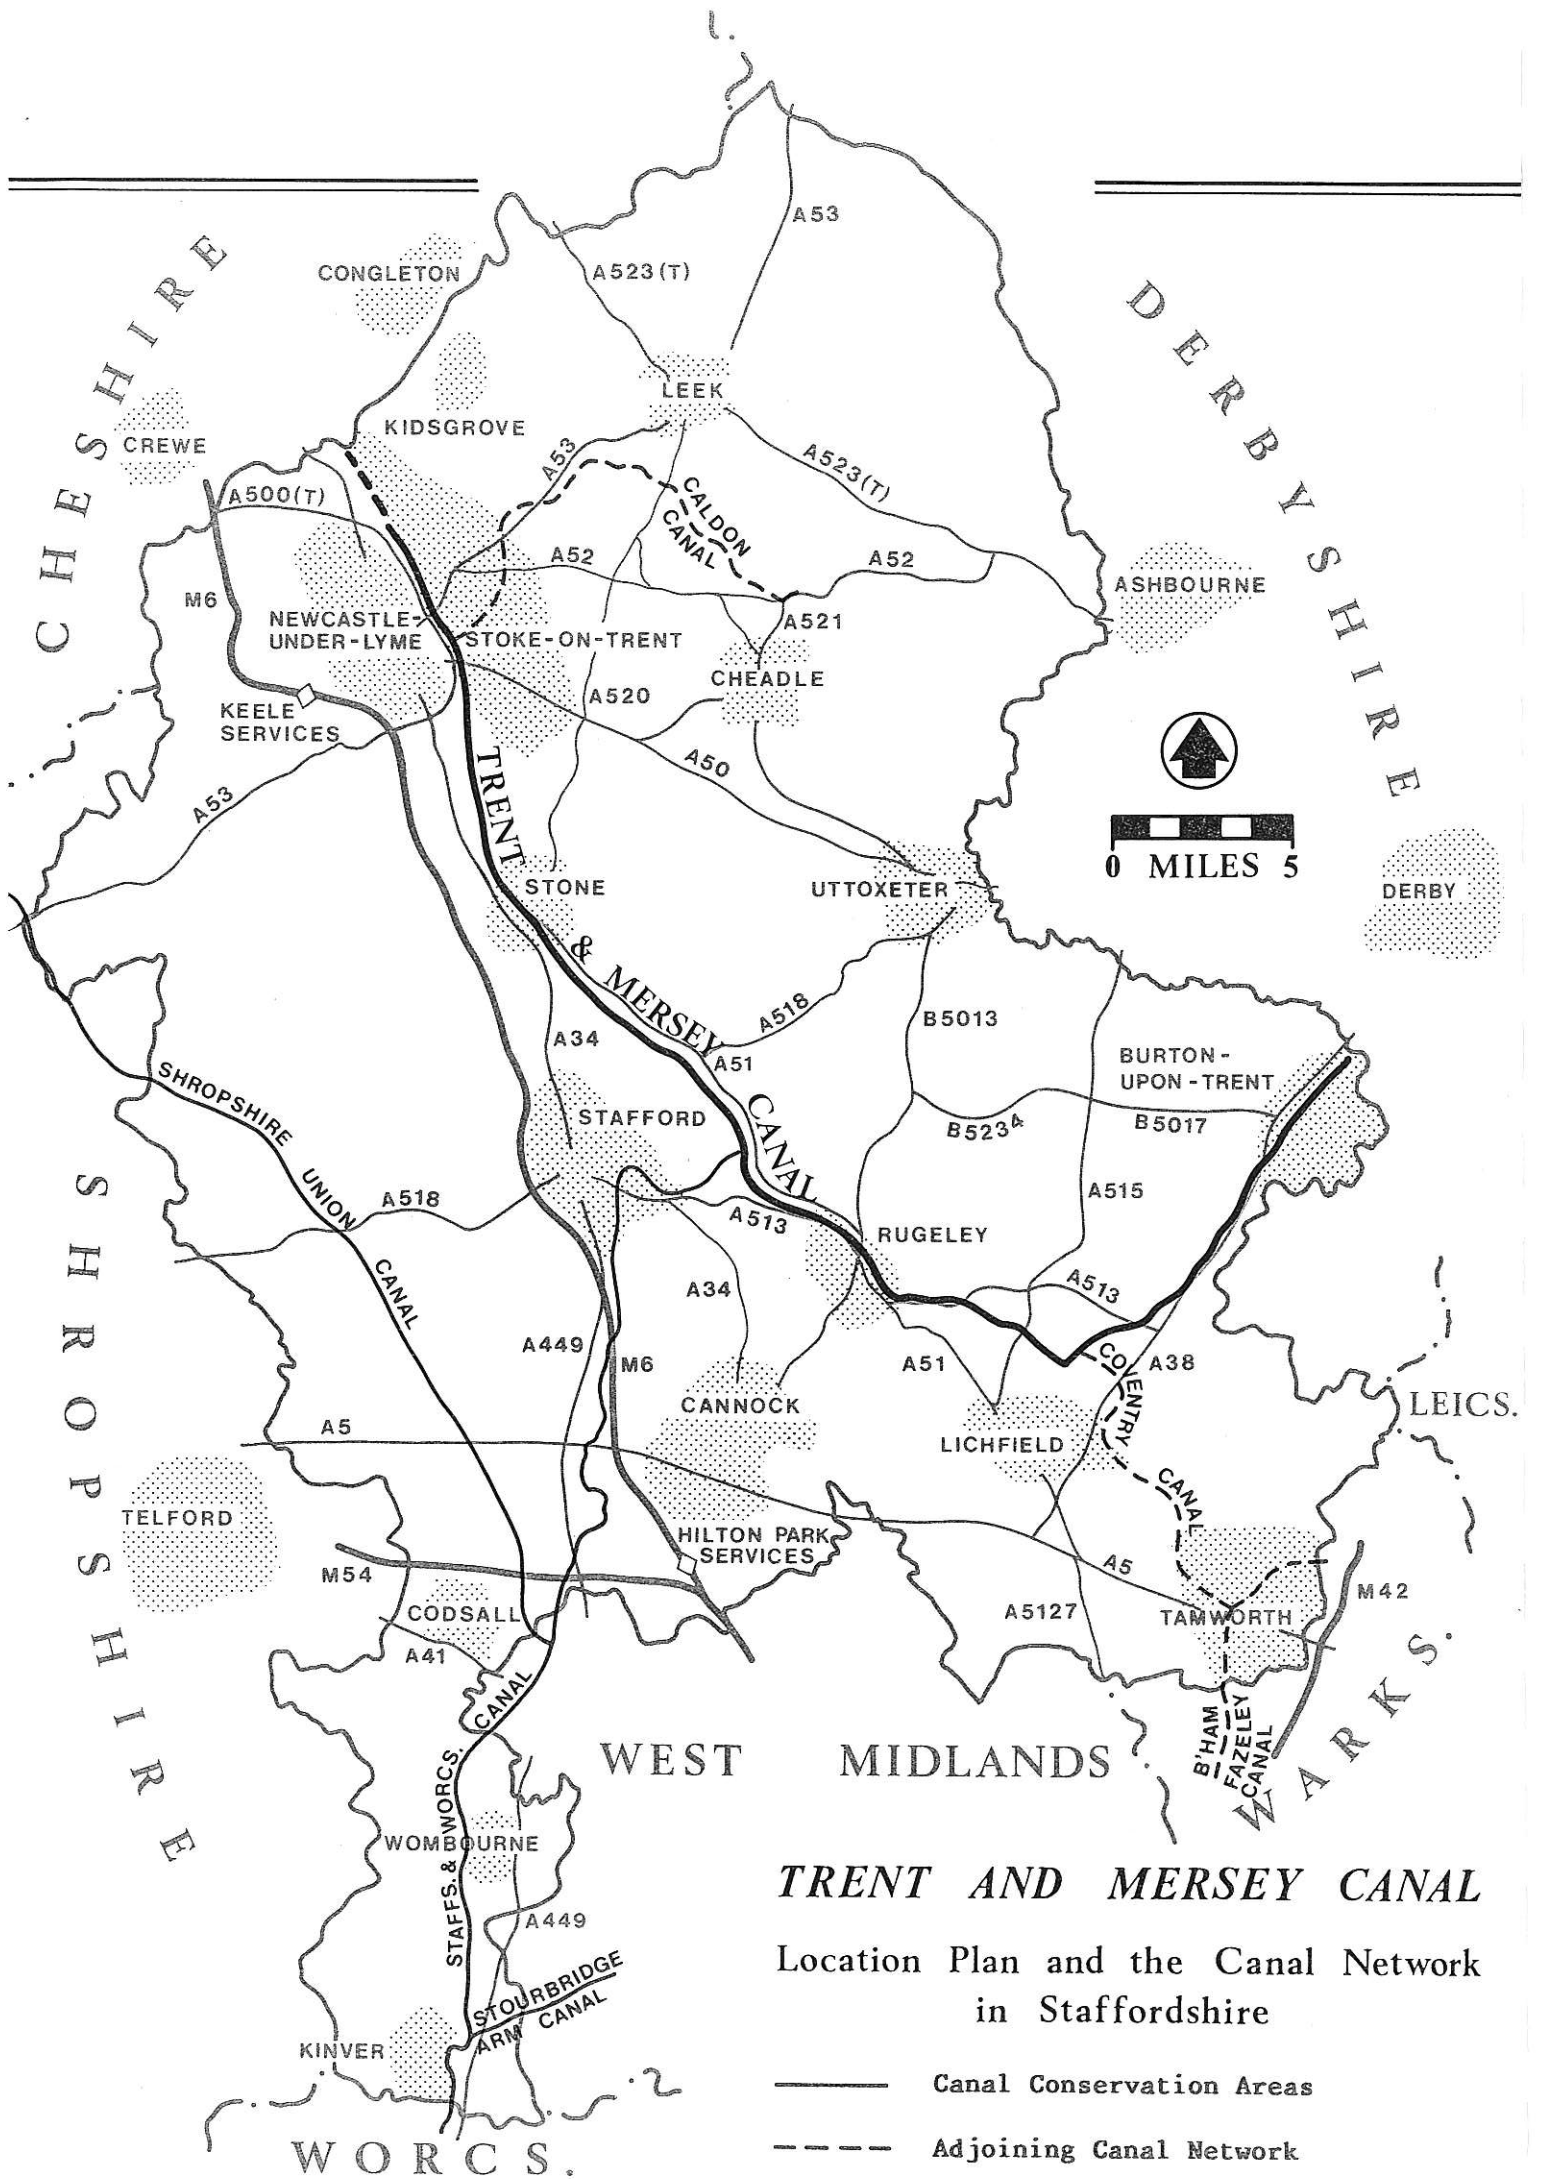 CHESHIRE
DERBYSHIRE
SHROPSHIRE
A53
A523(T)
CONGLETON
LEEK
KIDSGROVE
CREWE
A53
A523(T)
A500(T)
CALDON
CANAL
A52
A52
ASHBOURNE
M6
A521
NEWCASTLE-
UNDER-LYME
STOKE-ON-TRENT
CHEADLE
A520
KEELE
SERVICES
A50
A53
TRENT & MERSEY CANAL
0 MILES 5
STONE
UTTOXETER
DERBY
A518
B5013
A34
A51
BURTON-
UPON-TRENT
SHROPSHIRE UNION CANAL
STAFFORD
B5234
B5017
A518
A513
A515
RUGELEY
A34
A513
A449
M6
A51
A38
COVENTRY CANAL
CANNOCK
LEICS.
A5
LICHFIELD
TELFORD
HILTON PARK
SERVICES
M54
A5
M42
CODSALL
A5127
TAMWORTH
A41
WARKS.
STAFFS. & WORCS. CANAL
B'HAM
FAZELEY
CANAL
WEST MIDLANDS
WOMBOURNE
A449
STOURBRIDGE
ARM CANAL
KINVER
WORCS.
TRENT AND MERSEY CANAL
Location Plan and the Canal Network
in Staffordshire
Canal Conservation Areas
Adjoining Canal Network